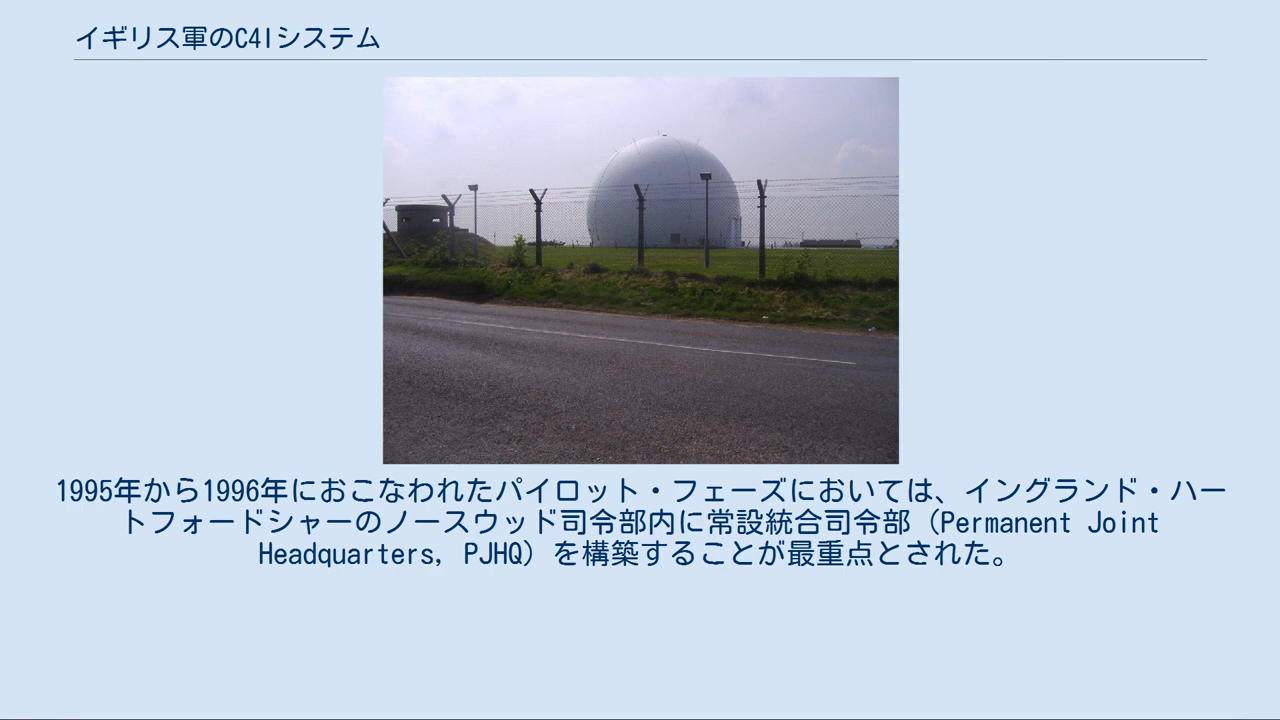 イギリス軍のC4Iシステム
1995年から1996年におこなわれたパイロット・フェーズにおいては、イングランド・ハー
トフォードシャーのノースウッド司令部内に常設統合司令部（Permanent Joint
Headquarters, PJHQ）を構築することが最重点とされた。